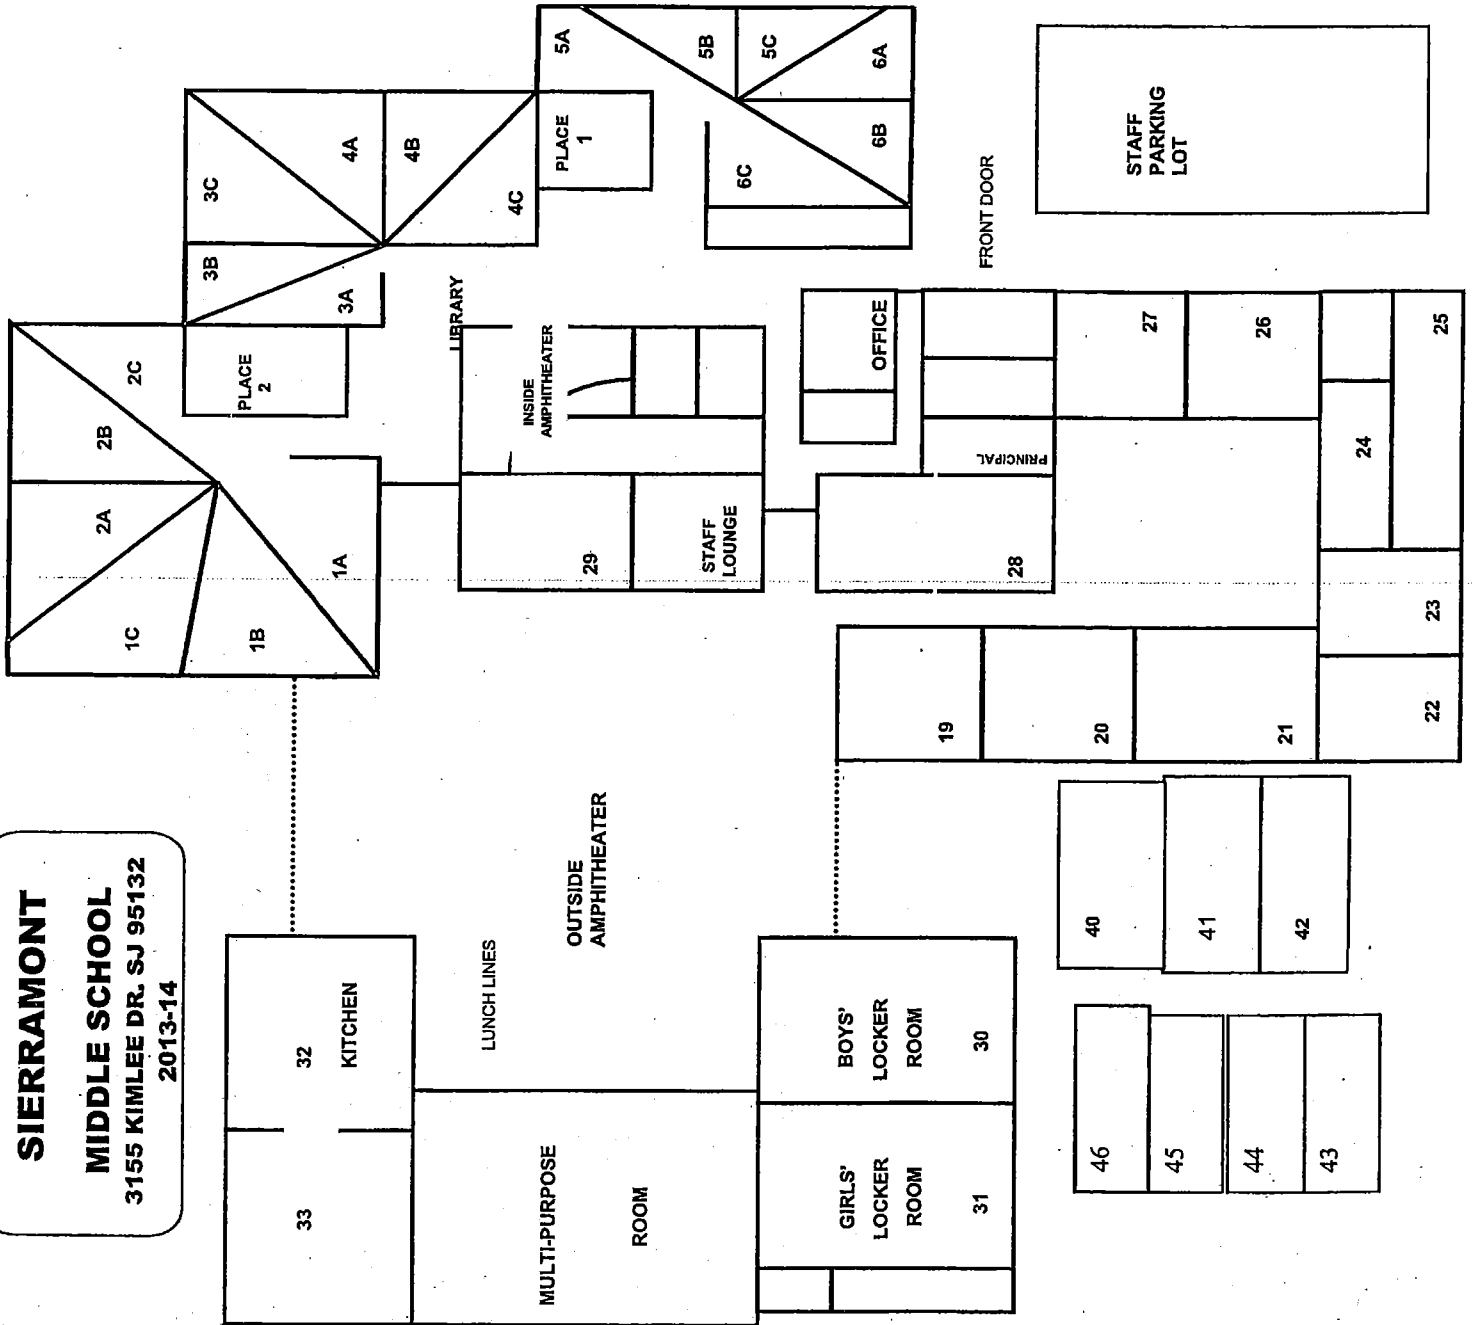 SIERRAMONT
MIDDLE SCHOOL
3155 KIMLEE DR. SJ 95132
2013-14
1A
1B
1C
2A
2B
2C
PLACE
2
3A
3B
3C
4A
4B
4C
PLACE
1
5A
5B
5C
6A
6B
6C
LIBRARY
INSIDE
AMPHITHEATER
29
STAFF
LOUNGE
OFFICE
PRINCIPAL
28
FRONT DOOR
STAFF
PARKING
LOT
27
26
25
24
23
22
21
20
19
33
32
KITCHEN
LUNCH LINES
OUTSIDE
AMPHITHEATER
MULTI-PURPOSE
ROOM
BOYS'
LOCKER
ROOM
30
GIRLS'
LOCKER
ROOM
31
40
41
42
46
45
44
43